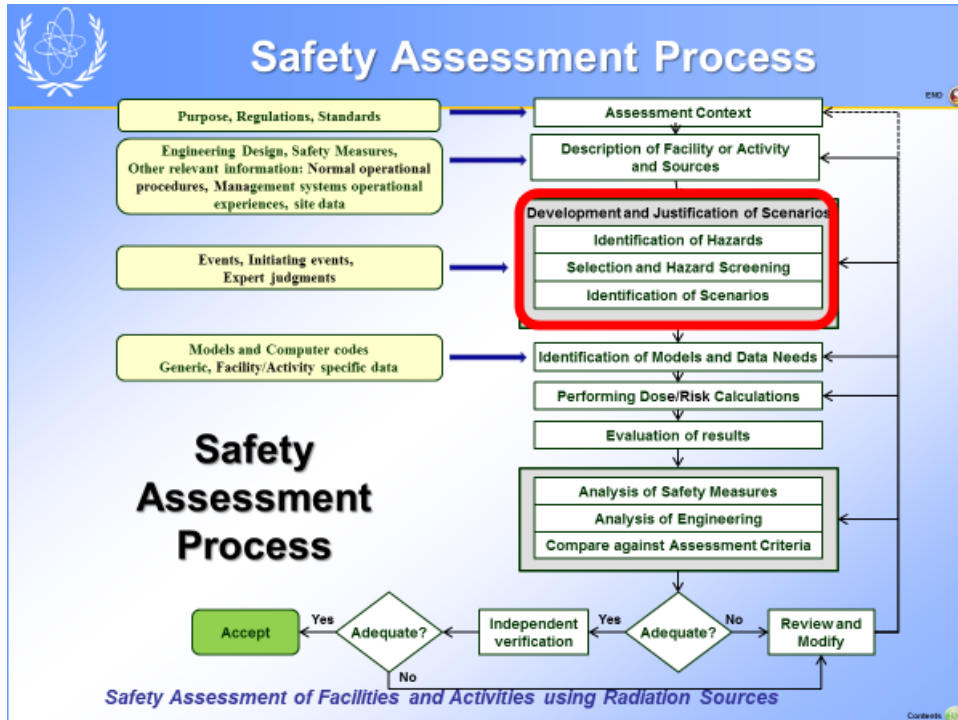 Safety Assessment Process
END
Purpose, Regulations, Standards
Assessment Context
Engineering Design, Safety Measures,
Other relevant information: Normal operational
procedures, Management systems operational
experiences, site data
Description of Facility or Activity
and Sources
Development and Justification of Scenarios
Identification of Hazards
Selection and Hazard Screening
Identification of Scenarios
Events, Initiating events,
Expert judgments
Models and Computer codes
Generic, Facility/Activity specific data
Identification of Models and Data Needs
Performing Dose/Risk Calculations
Evaluation of results
Safety
Assessment
Process
Analysis of Safety Measures
Analysis of Engineering
Compare against Assessment Criteria
Accept
Yes
Adequate?
No
Independent
verification
Yes
Adequate?
No
Review and
Modify
Safety Assessment of Facilities and Activities using Radiation Sources
Contents